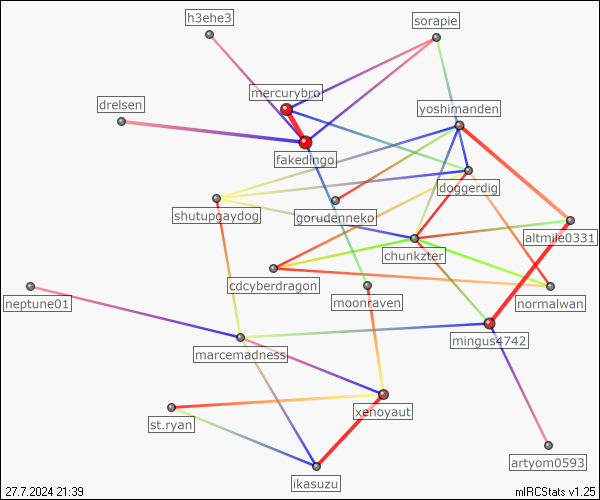 h3ehe3
sorapie
mercurybro
drelsen
yoshimanden
fakedingo
doggerdig
shutupgaydog
gorudenneko
altmile0331
chunkzter
cdcyberdragon
neptune01
moonraven
normalwan
mingus4742
marcemadness
xenoyaut
st.ryan
artyom0593
ikasuzu
27.7.2024 21:39
mIRCStats v1.25